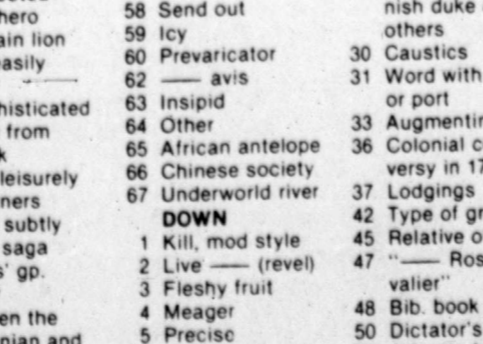 hero
ain lion
easily
histicated
from
k
leisurely
ners
subtly
saga
s' gp.
en the
nian and
58 Send out
59 Icy
60 Prevaricator
62 —— avis
63 Insipid
64 Other
65 African antelope
66 Chinese society
67 Underworld river
DOWN
1 Kill, mod style
2 Live —— (revel)
3 Fleshy fruit
4 Meager
5 Precise
nish duke
others
30 Caustics
31 Word with
or port
33 Augmentin
36 Colonial c
versy in 17
37 Lodgings
42 Type of gr
45 Relative o
47 "—— Ros
valier"
48 Bib. book
50 Dictator's